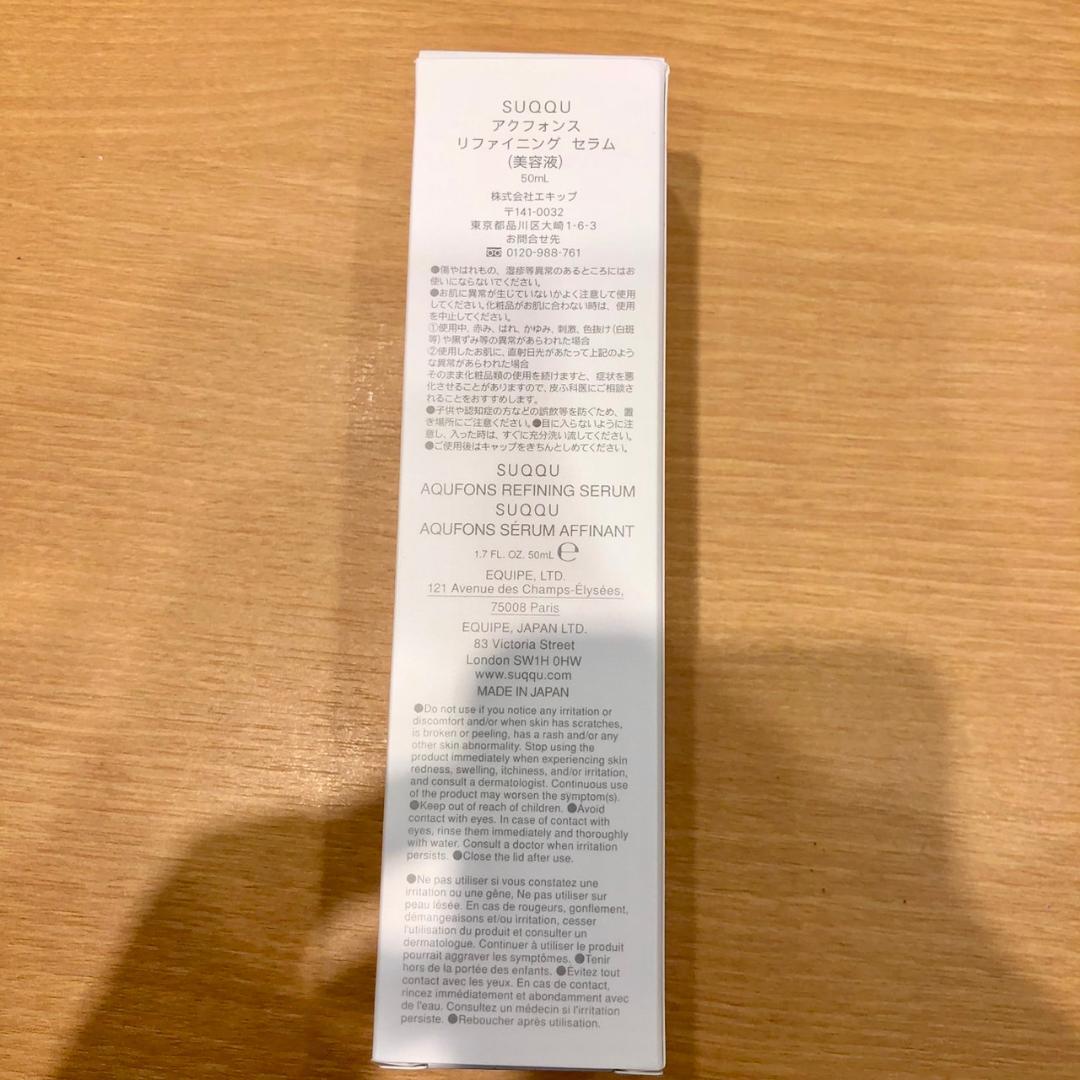 SUQQU
アクフォンス
リファイニング セラム
(美容液)
50mL
株式会社エキップ
〒141-0032
東京都品川区大崎1-6-3
お問合せ先
0120-988-761
●傷やはれもの、湿疹等異常のあるところにはお
使いにならないでください。
●お肌に異常が生じていないかよく注意して使用
してください。化粧品がお肌に合わない時は、使用
を中止してください。
①使用中、赤み、はれ、かゆみ、刺激、色抜け(白斑
等)や黒ずみ等の異常があらわれた場合
②使用したお肌に、直射日光があたって上記のよう
な異常があらわれた場合
そのまま化粧品類の使用を続けますと、症状を悪
化させることがありますので、皮ふ科医にご相談さ
れることをおすすめします。
●子供や認知症の方などの誤飲等を防ぐため、置
き場所にご注意ください。●目に入らないように注
意し、入った時は、すぐに充分洗い流してください。
●ご使用後はキャップをきちんとしめてください。
SUQQU
AQUFONS REFINING SERUM
SUQQU
AQUFONS SÉRUM AFFINANT
1.7 FL. OZ. 50mL ℮
EQUIPE, LTD.
121 Avenue des Champs-Élysées,
75008 Paris
EQUIPE, JAPAN LTD.
83 Victoria Street
London SW1H 0HW
www.suqqu.com
MADE IN JAPAN
●Do not use if you notice any irritation or
discomfort and/or when skin has scratches,
is broken or peeling, has a rash and/or any
other skin abnormality. Stop using the
product immediately when experiencing skin
redness, swelling, itchiness, and/or irritation,
and consult a dermatologist. Continuous use
of the product may worsen the symptom(s).
●Keep out of reach of children. ●Avoid
contact with eyes. In case of contact with
eyes, rinse them immediately and thoroughly
with water. Consult a doctor when irritation
persists. ●Close the lid after use.
●Ne pas utiliser si vous constatez une
irritation ou une gêne, Ne pas utiliser sur
peau lésée. En cas de rougeurs, gonflement,
démangeaisons et/ou irritation, cesser
l'utilisation du produit et consulter un
dermatologue. Continuer à utiliser le produit
pourrait aggraver les symptômes. ●Tenir
hors de la portée des enfants. ●Évitez tout
contact avec les yeux. En cas de contact,
rincez immédiatement et abondamment avec
de l'eau. Consultez un médecin si l'irritation
persiste. ●Reboucher après utilisation.